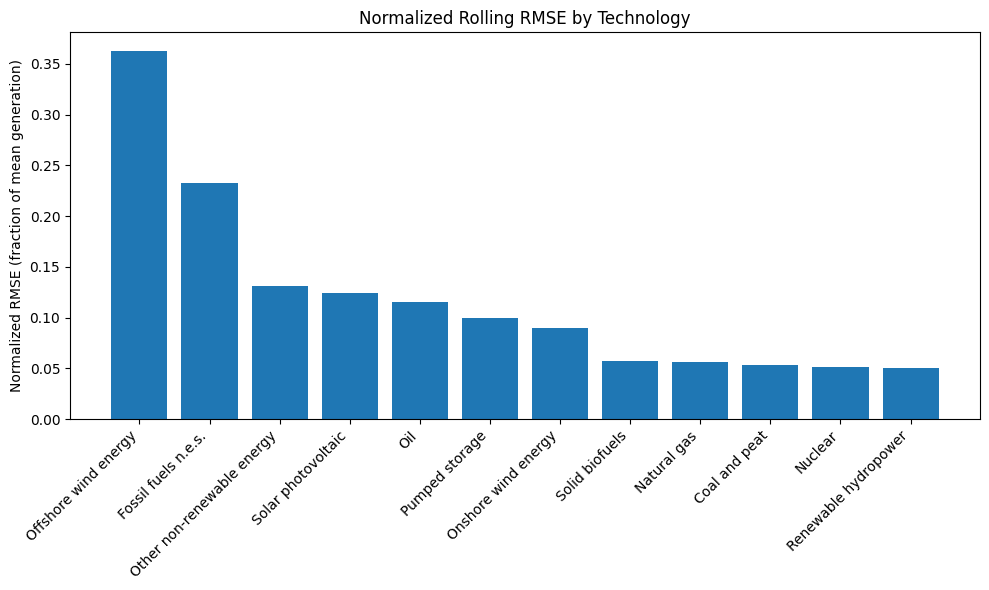 Normalized Rolling RMSE by Technology
Normalized RMSE (fraction of mean generation)
0.35
0.30
0.25
0.20
0.15
0.10
0.05
0.00
Offshore wind energy
Fossil fuels n.e.s.
Other non-renewable energy
Solar photovoltaic
Oil
Pumped storage
Onshore wind energy
Solid biofuels
Natural gas
Coal and peat
Nuclear
Renewable hydropower